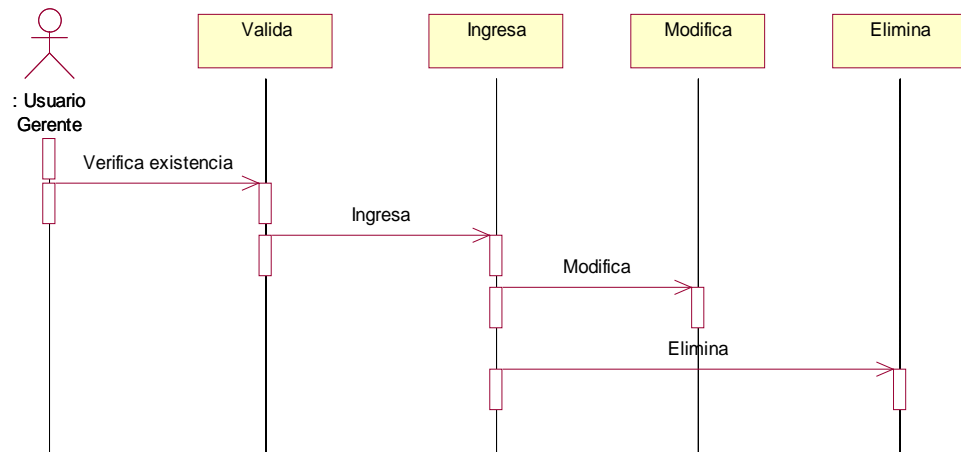 Valida
Ingresa
Modifica
Elimina
: Usuario
Gerente
Verifica existencia
Ingresa
Modifica
Elimina